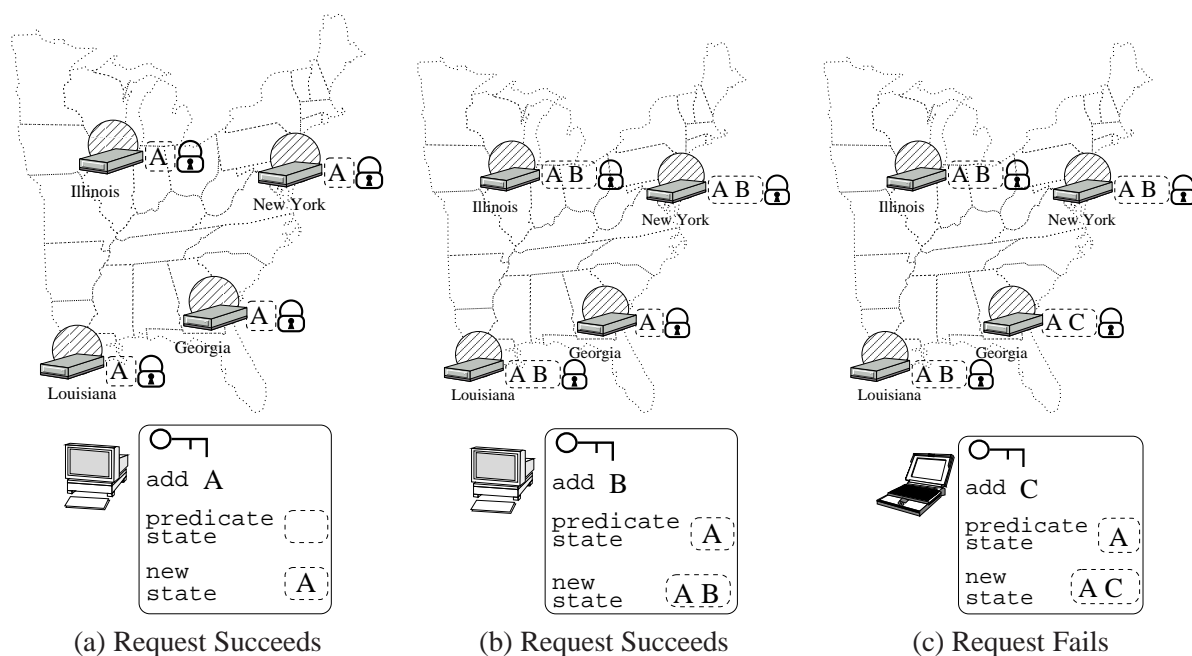 A
Illinois
A
New York
A
Georgia
A
Louisiana
add A
predicate
state
new
state
A
(a) Request Succeeds
A B
Illinois
A B
New York
A
Georgia
A B
Louisiana
add B
predicate
state
A
new
state
A B
(b) Request Succeeds
A B
Illinois
A B
New York
A C
Georgia
A B
Louisiana
add C
predicate
state
A
new
state
A C
(c) Request Fails